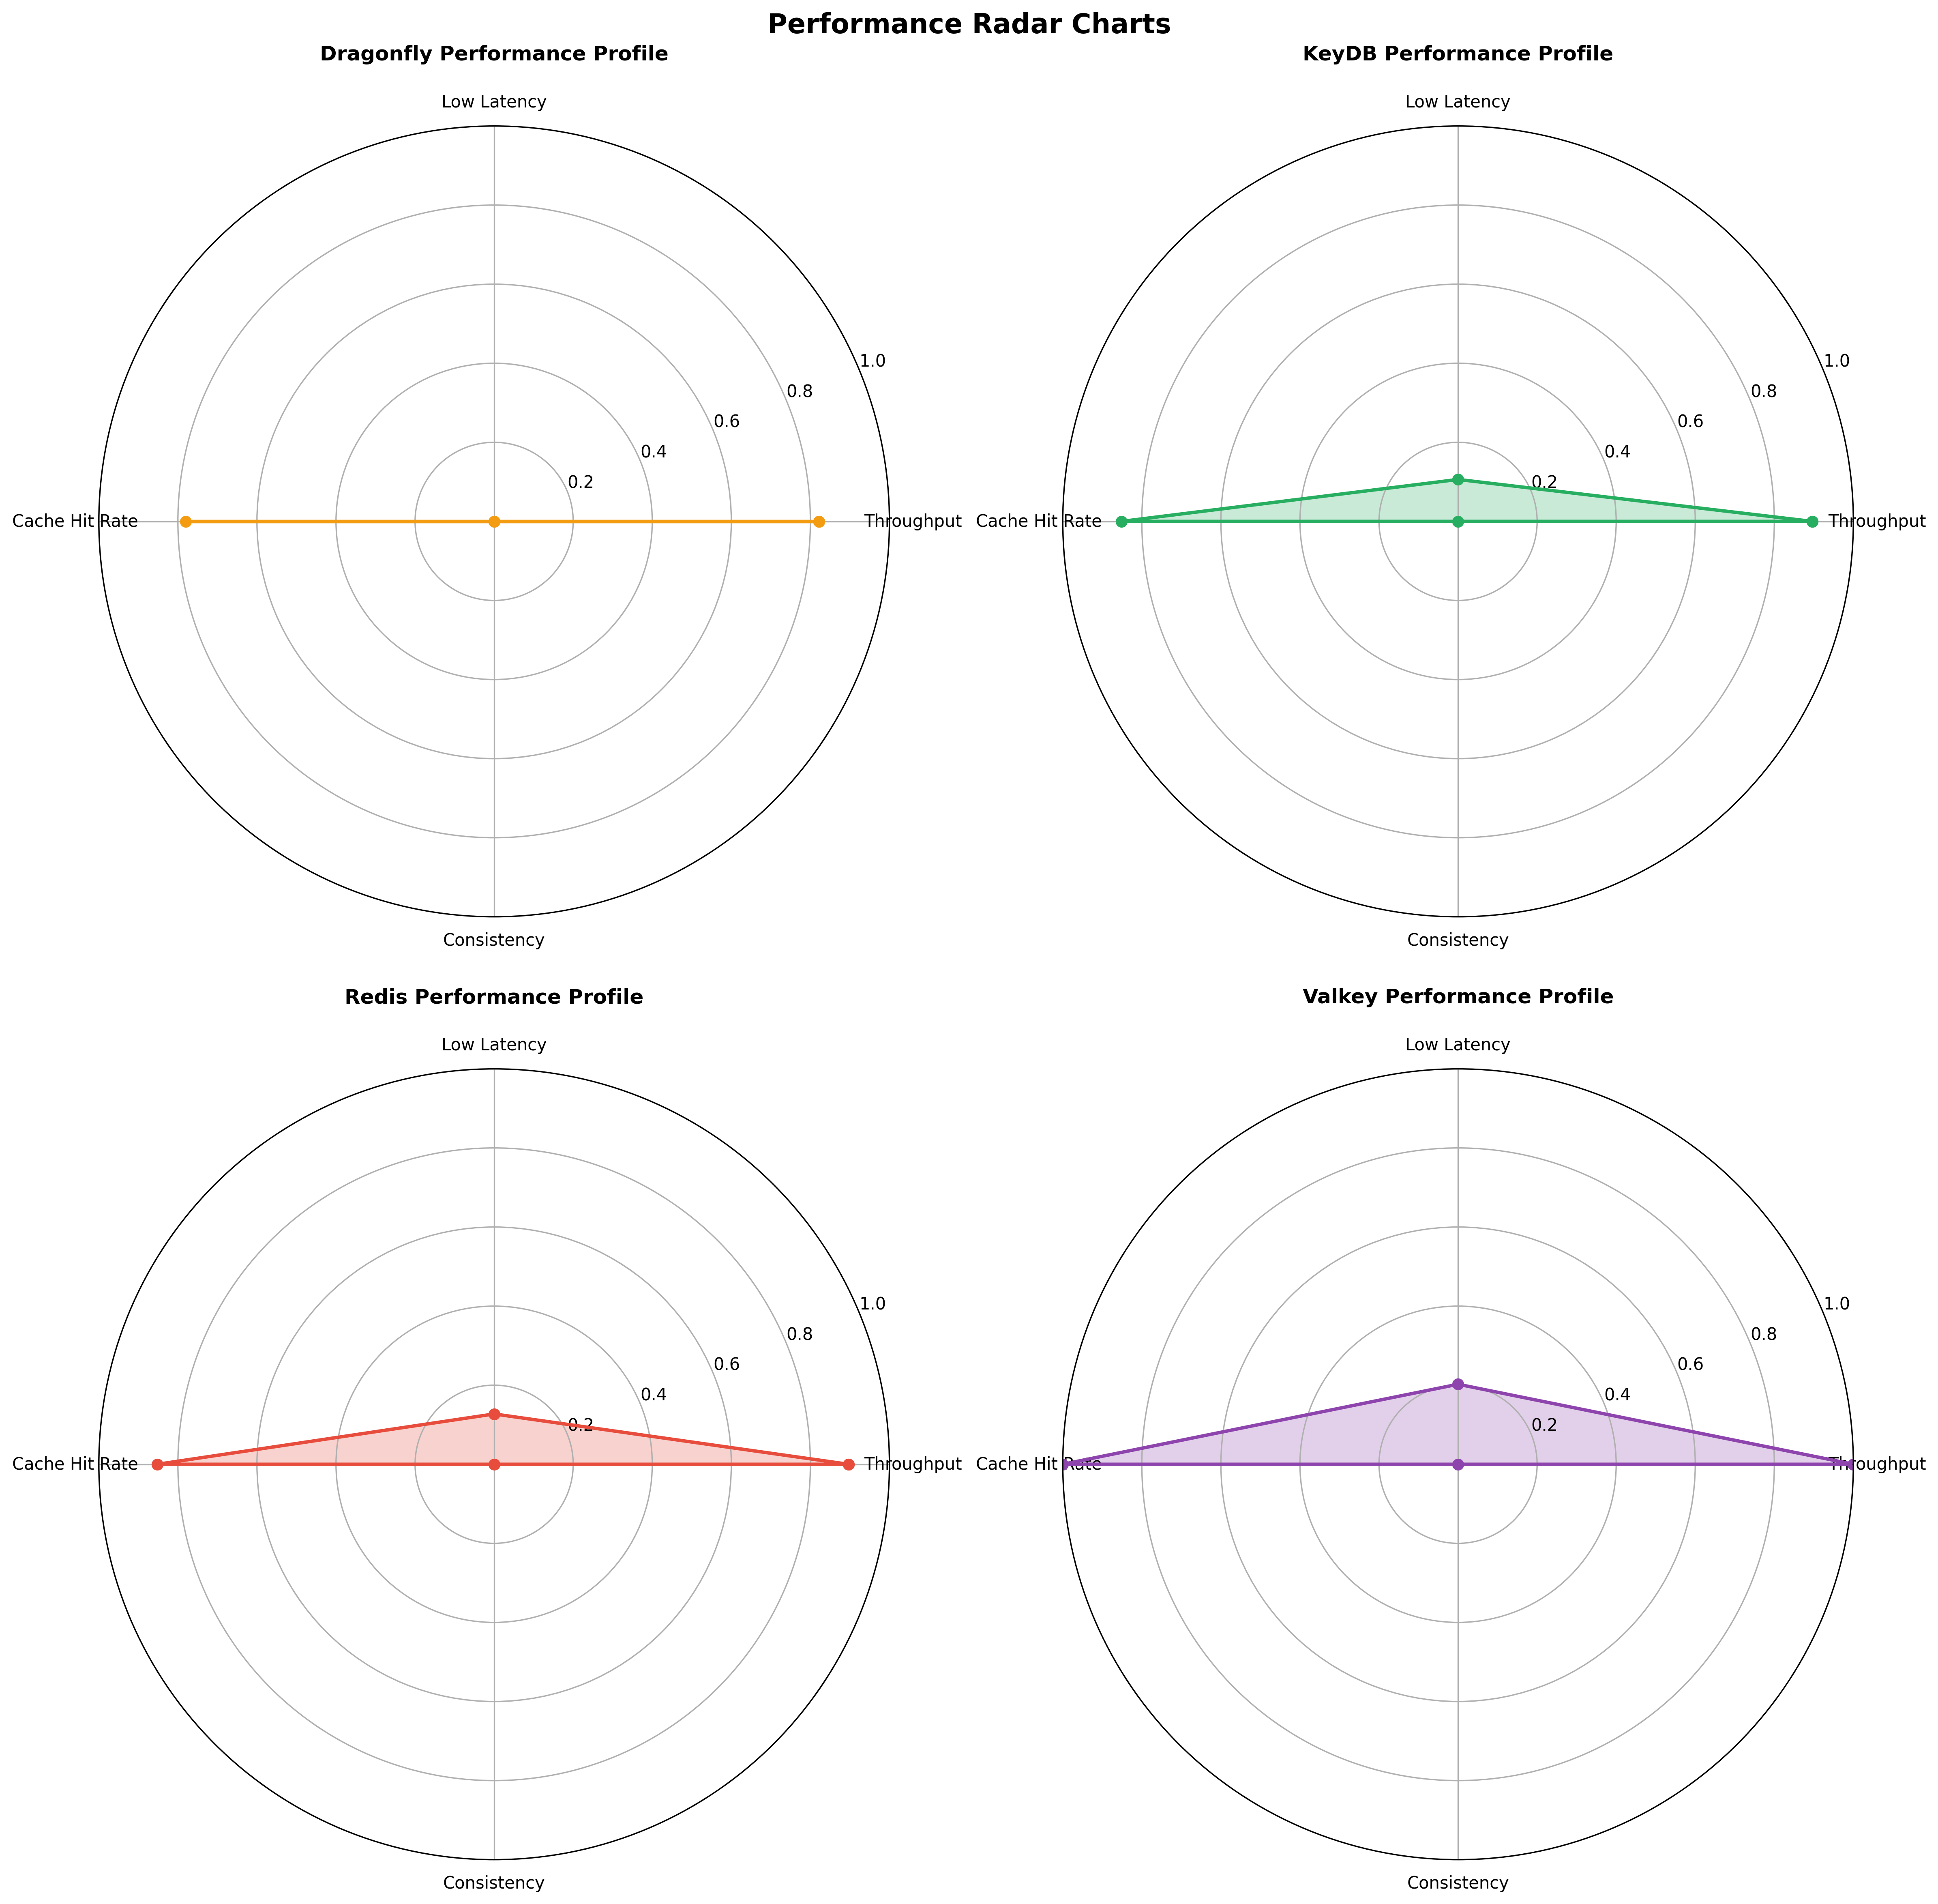 Performance Radar Charts
Dragonfly Performance Profile
Low Latency
1.0
0.8
0.6
0.4
0.2
Cache Hit Rate
Throughput
Consistency
KeyDB Performance Profile
Low Latency
1.0
0.8
0.6
0.4
0.2
Cache Hit Rate
Throughput
Consistency
Redis Performance Profile
Low Latency
1.0
0.8
0.6
0.4
0.2
Cache Hit Rate
Throughput
Consistency
Valkey Performance Profile
Low Latency
1.0
0.8
0.6
0.4
0.2
Cache Hit Rate
Throughput
Consistency